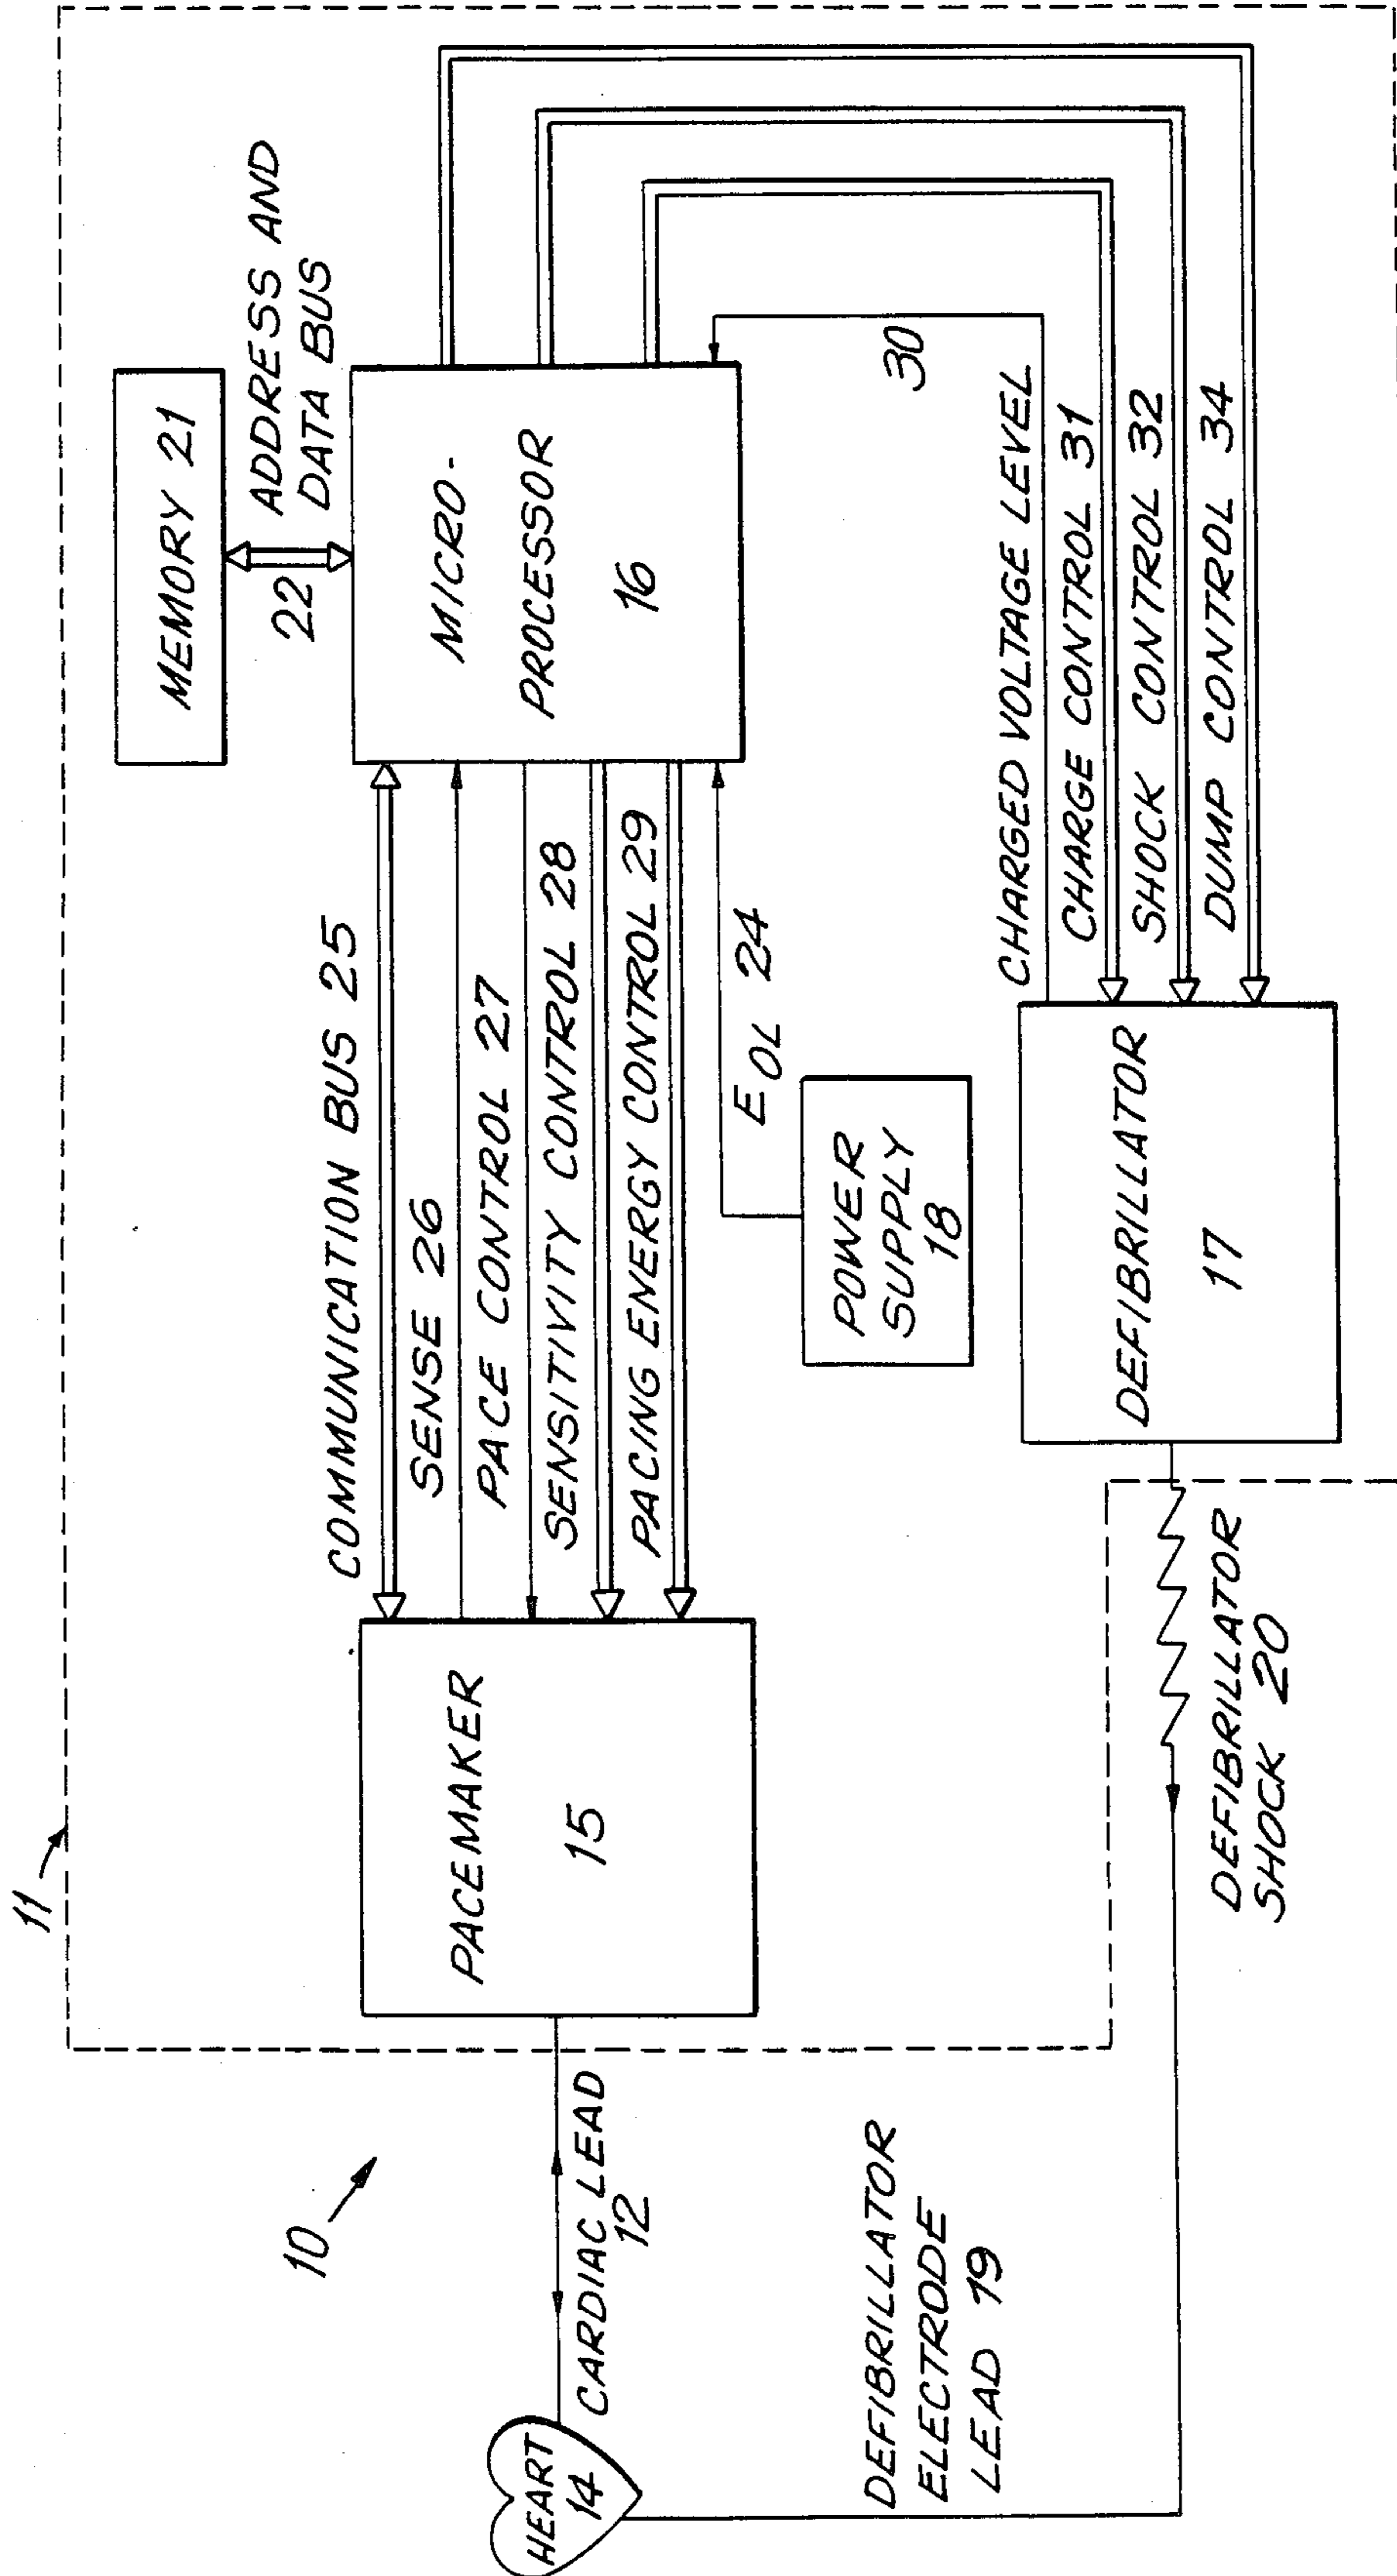 11
10
MEMORY 21
22
ADDRESS AND
DATA BUS
COMMUNICATION BUS 25
SENSE 26
PACE CONTROL 27
SENSITIVITY CONTROL 28
PACING ENERGY CONTROL 29
PACEMAKER
15
MICRO-
PROCESSOR
16
HEART
14
CARDIAC LEAD
12
EOL 24
POWER
SUPPLY
18
30
CHARGED VOLTAGE LEVEL
CHARGE CONTROL 31
SHOCK CONTROL 32
DUMP CONTROL 34
DEFIBRILLATOR
17
DEFIBRILLATOR
ELECTRODE
LEAD 19
DEFIBRILLATOR
SHOCK 20